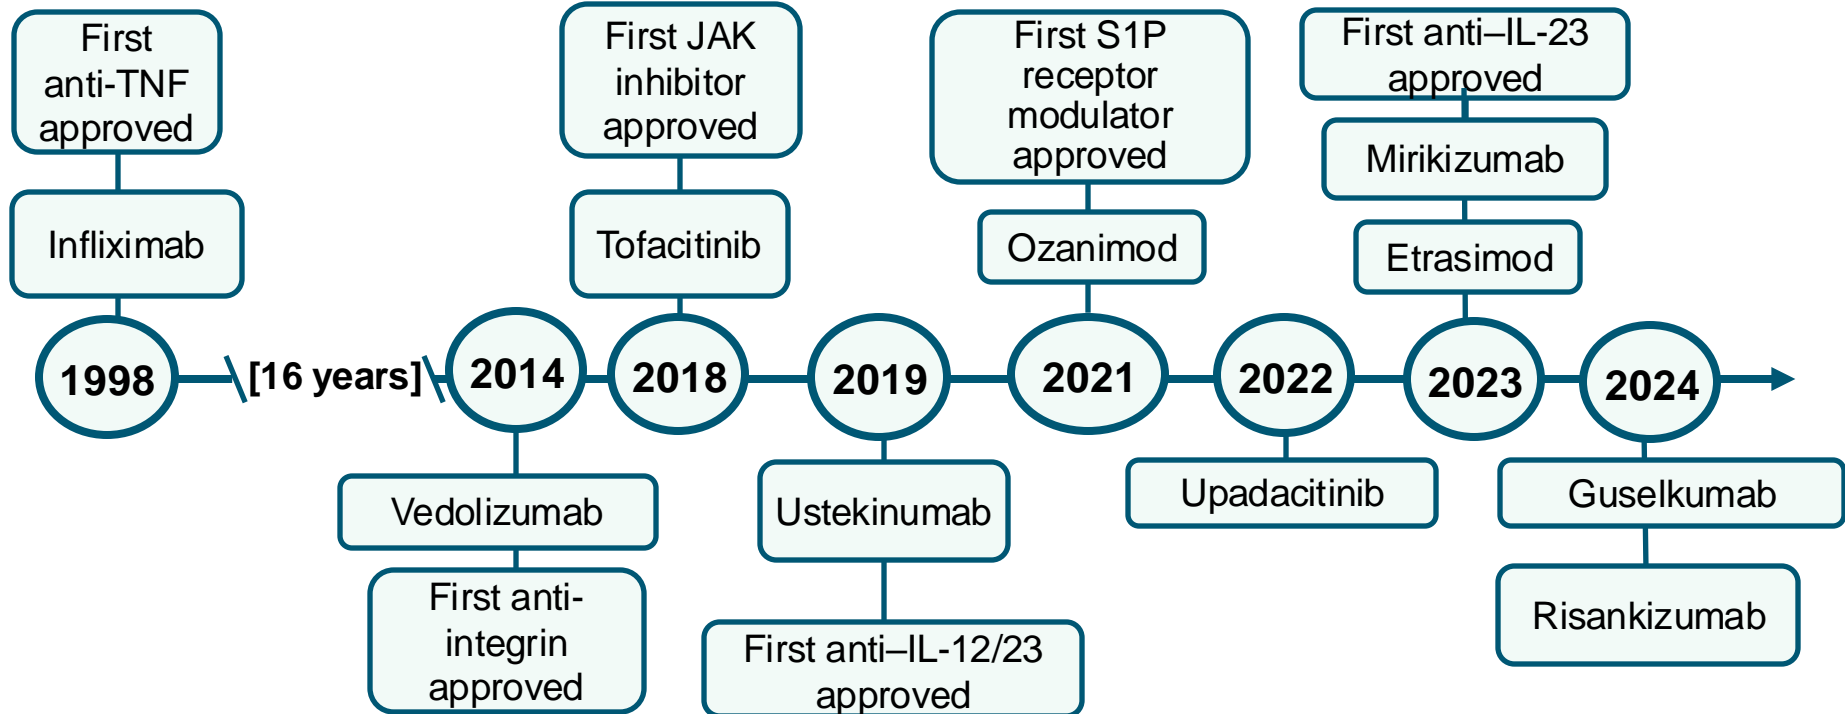 First
anti-TNF
approved
Infliximab
First JAK
inhibitor
approved
Tofacitinib
First S1P
receptor
modulator
approved
Ozanimod
First anti–IL-23
approved
Mirikizumab
Etrasimod
1998
[16 years]
2014
2018
2019
2021
2022
2023
2024
Vedolizumab
First anti-
integrin
approved
Ustekinumab
First anti–IL-12/23
approved
Upadacitinib
Guselkumab
Risankizumab